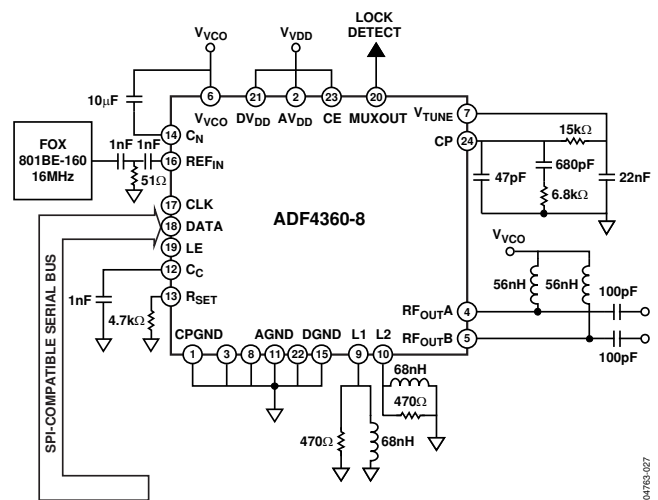 LOCK
DETECT
VVCO
VVDD
10µF
6
21
2
23
20
VVCO
DVDD
AVDD
CE
MUXOUT
VTUNE
7
14
CN
CP
24
15kΩ
FOX
801BE-160
16MHz
1nF
1nF
16
REFIN
51Ω
47pF
680pF
6.8kΩ
22nF
17
CLK
18
DATA
19
LE
ADF4360-8
12
CC
13
RSET
1nF
4.7kΩ
VVCO
56nH
56nH
100pF
RFOUTA
4
RFOUTB
5
100pF
CPGND
AGND
DGND
L1
L2
1
3
8
11
22
15
9
10
68nH
470Ω
470Ω
68nH
SPI-COMPATIBLE SERIAL BUS
04763-027